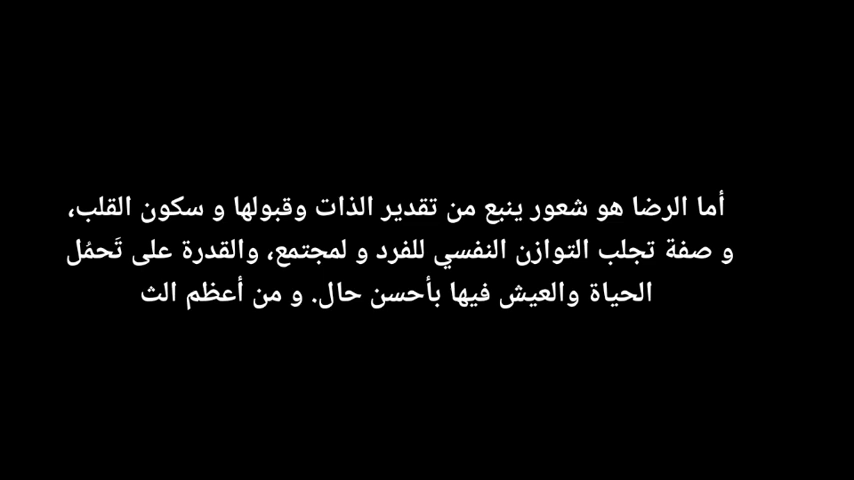 أما الرضا هو شعور ينبع من تقدير الذات وقبولها و سكون القلب،
و صفة تجلب التوازن النفسي للفرد و لمجتمع، والقدرة على تَحمُل
الحياة والعيش فيها بأحسن حال. و من أعظم الث